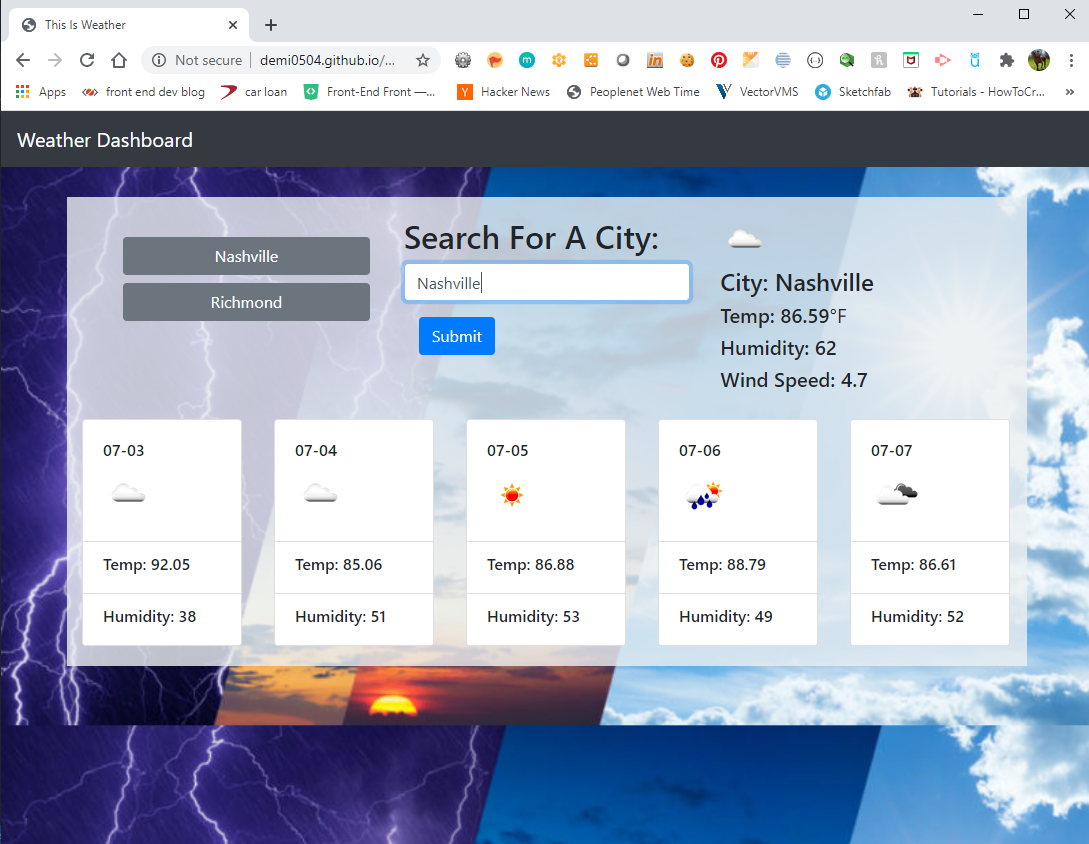 This Is Weather
Not secure | demi0504.github.io/...
Apps
front end dev blog
car loan
Front-End Front —...
Hacker News
Peoplenet Web Time
VectorVMS
Sketchfab
Tutorials - HowToCr...
»
Weather Dashboard
Nashville
Richmond
Search For A City:
Nashville
Submit
City: Nashville
Temp: 86.59°F
Humidity: 62
Wind Speed: 4.7
07-03
Temp: 92.05
Humidity: 38
07-04
Temp: 85.06
Humidity: 51
07-05
Temp: 86.88
Humidity: 53
07-06
Temp: 88.79
Humidity: 49
07-07
Temp: 86.61
Humidity: 52